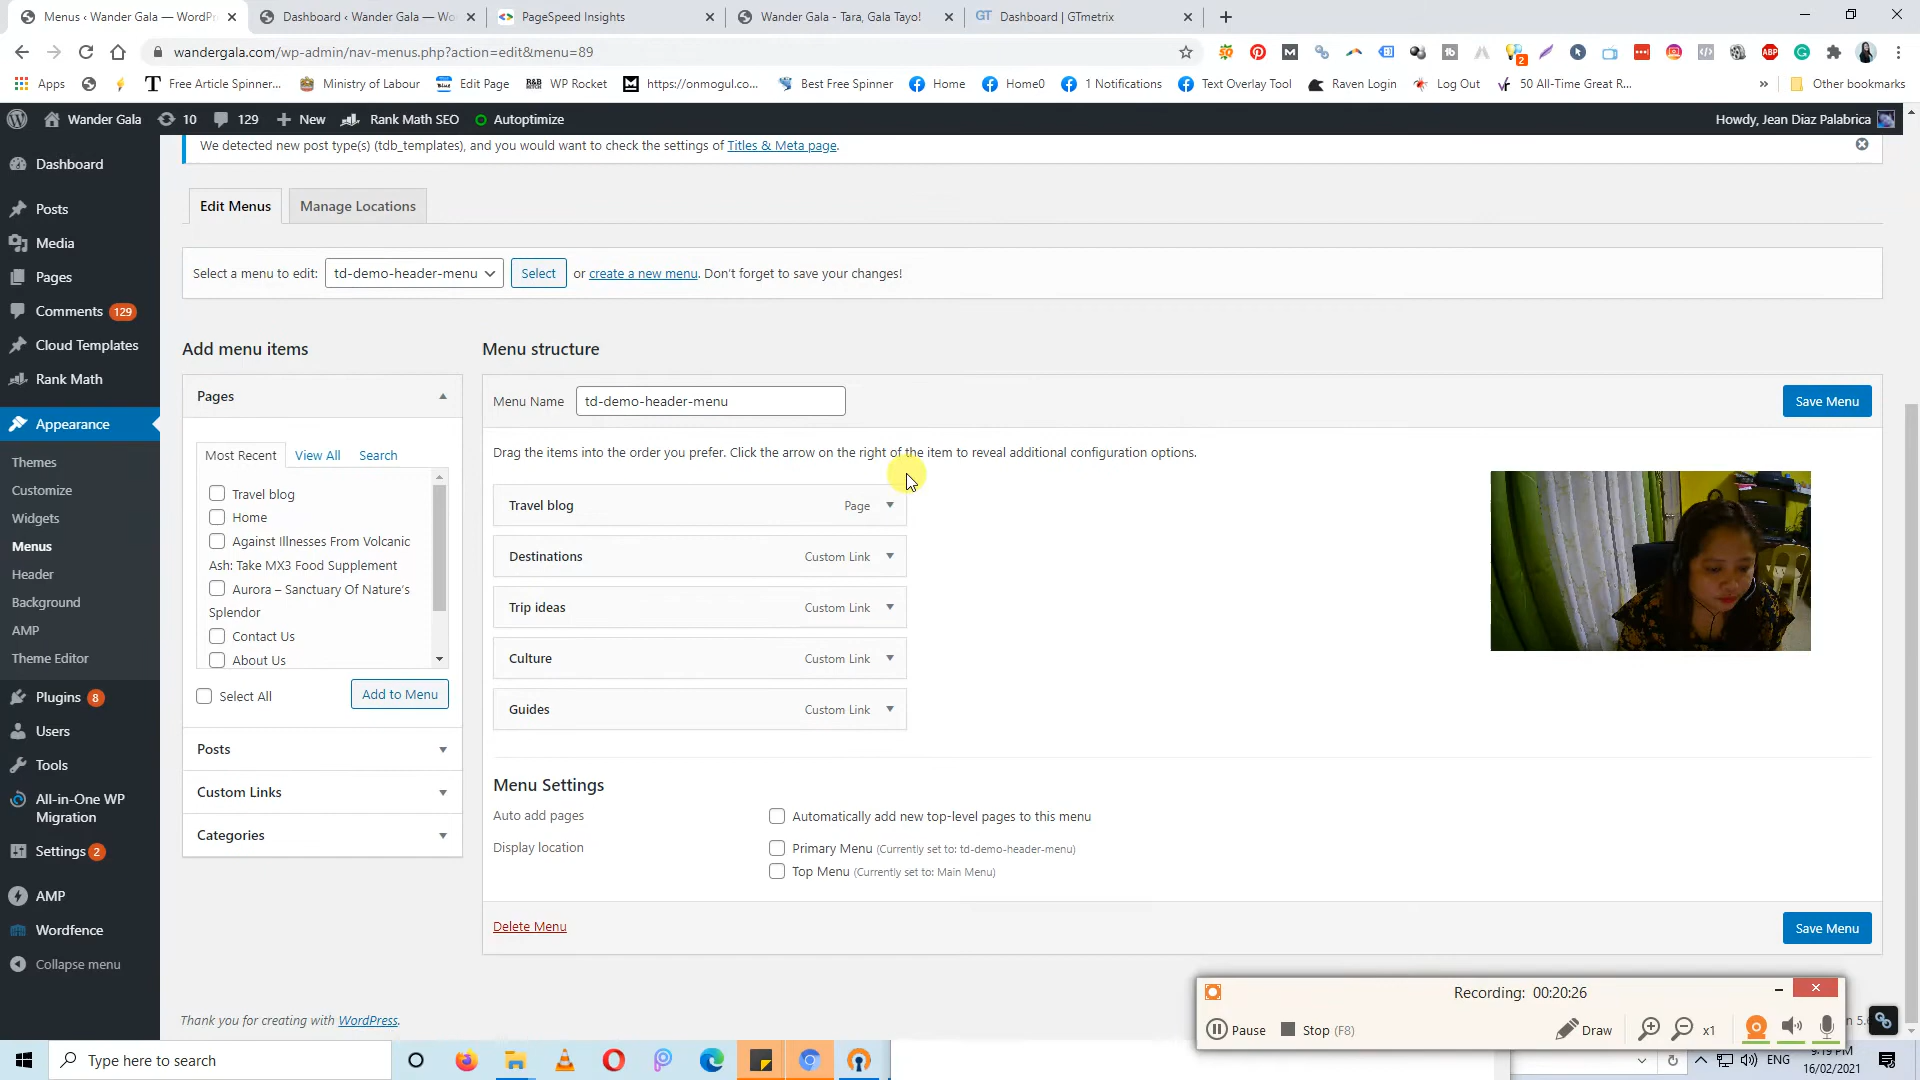 Menus ‹ Wander Gala — WordPr
Dashboard ‹ Wander Gala — Wo
PageSpeed Insights
Wander Gala - Tara, Gala Tayo!
GT Dashboard | GTmetrix
wandergala.com/wp-admin/nav-menus.php?action=edit&menu=89
Apps
Free Article Spinner...
Ministry of Labour
Edit Page
WP Rocket
https://onmogul.co...
Best Free Spinner
Home
Home0
1 Notifications
Text Overlay Tool
Raven Login
Log Out
50 All-Time Great R...
Other bookmarks
Wander Gala 10 129 New Rank Math SEO Autoptimize
Howdy, Jean Diaz Palabrica
Dashboard
Posts
Media
Pages
Comments 129
Cloud Templates
Rank Math
Appearance
Themes
Customize
Widgets
Menus
Header
Background
AMP
Theme Editor
Plugins 8
Users
Tools
All-in-One WP
Migration
Settings 2
AMP
Wordfence
Collapse menu
We detected new post type(s) (tdb_templates), and you would want to check the settings of Titles & Meta page.
Edit Menus
Manage Locations
Select a menu to edit: td-demo-header-menu Select or create a new menu. Don't forget to save your changes!
Add menu items
Pages
Most Recent View All Search
Travel blog
Home
Against Illnesses From Volcanic
Ash: Take MX3 Food Supplement
Aurora – Sanctuary Of Nature's
Splendor
Contact Us
About Us
Select All
Add to Menu
Posts
Custom Links
Categories
Menu structure
Menu Name td-demo-header-menu
Save Menu
Drag the items into the order you prefer. Click the arrow on the right of the item to reveal additional configuration options.
Travel blog Page
Destinations Custom Link
Trip ideas Custom Link
Culture Custom Link
Guides Custom Link
Menu Settings
Auto add pages
Automatically add new top-level pages to this menu
Display location
Primary Menu (Currently set to: td-demo-header-menu)
Top Menu (Currently set to: Main Menu)
Delete Menu
Save Menu
Thank you for creating with WordPress.
Recording: 00:20:26
Pause
Stop (F8)
Draw
x1
Type here to search
ENG
9:19 PM
16/02/2021